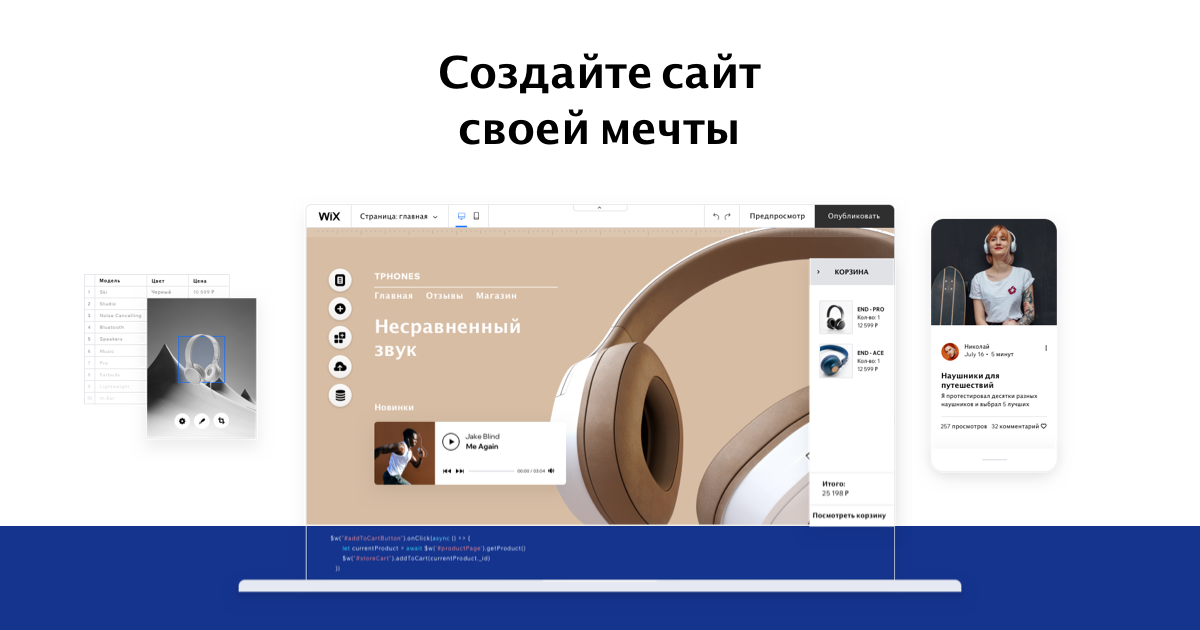 Создайте сайт
своей мечты
WiX
Страница: главная
Предпросмотр
Опубликовать
Модель Цвет Цена
1 Ski Черный 10 599 ₽
2 Studio
3 Noise Cancelling
4 Bluetooth
5 Sweekers
6 Music
7 Pro
8 Earbuds
9 Lightweight
10 In-Ear
TPHONES
Главная Отзывы Магазин
Несравненный
звук
Новинки
Jake Blind
Me Again
00:00 / 03:04
КОРЗИНА
END - PRO
Кол-во: 1
12 599 ₽
END - ACE
Кол-во: 1
12 599 ₽
Итого:
25 198 ₽
Посмотреть корзину
$w("#addToCartButton").onClick(async () => {
let currentProduct = await $w('#productPage').getProduct()
$w("#storeCart").addToCart(currentProduct._id)
})
Николай
July 16 • 5 минут
Наушники для
путешествий
Я протестировал десятки разных
наушников и выбрал 5 лучших
257 просмотров 32 комментарий